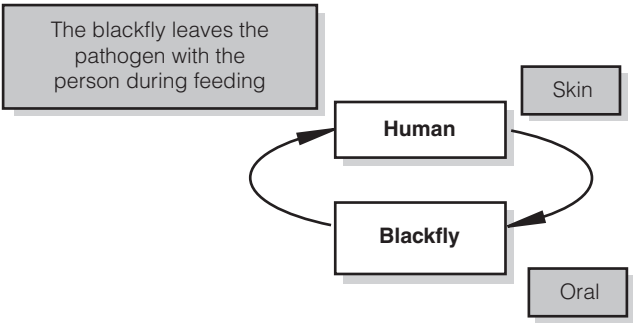 The blackfly leaves the
pathogen with the
person during feeding
Skin
Human
Blackfly
Oral